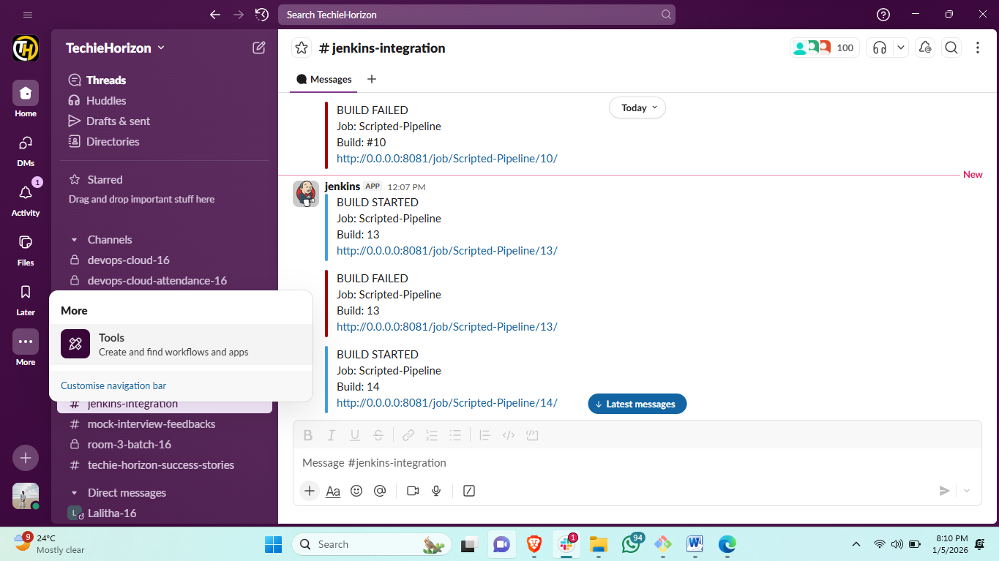 Search TechieHorizon
TH
TechieHorizon
Threads
Huddles
Drafts & sent
Directories
Starred
Drag and drop important stuff here
Channels
devops-cloud-16
devops-cloud-attendance-16
Home
DMs
1
Activity
Files
Later
More
More
Tools
Create and find workflows and apps
Customise navigation bar
# jenkins-integration
# mock-interview-feedbacks
room-3-batch-16
# techie-horizon-success-stories
Direct messages
L Lalitha-16
# jenkins-integration
100
Messages
Today
BUILD FAILED
Job: Scripted-Pipeline
Build: #10
http://0.0.0.0:8081/job/Scripted-Pipeline/10/
New
jenkins APP 12:07 PM
BUILD STARTED
Job: Scripted-Pipeline
Build: 13
http://0.0.0.0:8081/job/Scripted-Pipeline/13/
BUILD FAILED
Job: Scripted-Pipeline
Build: 13
http://0.0.0.0:8081/job/Scripted-Pipeline/13/
BUILD STARTED
Job: Scripted-Pipeline
Build: 14
http://0.0.0.0:8081/job/Scripted-Pipeline/14/
Latest messages
B I U S
Message #jenkins-integration
Aa
9
24°C
Mostly clear
Search
1
94
W
8:10 PM
1/5/2026